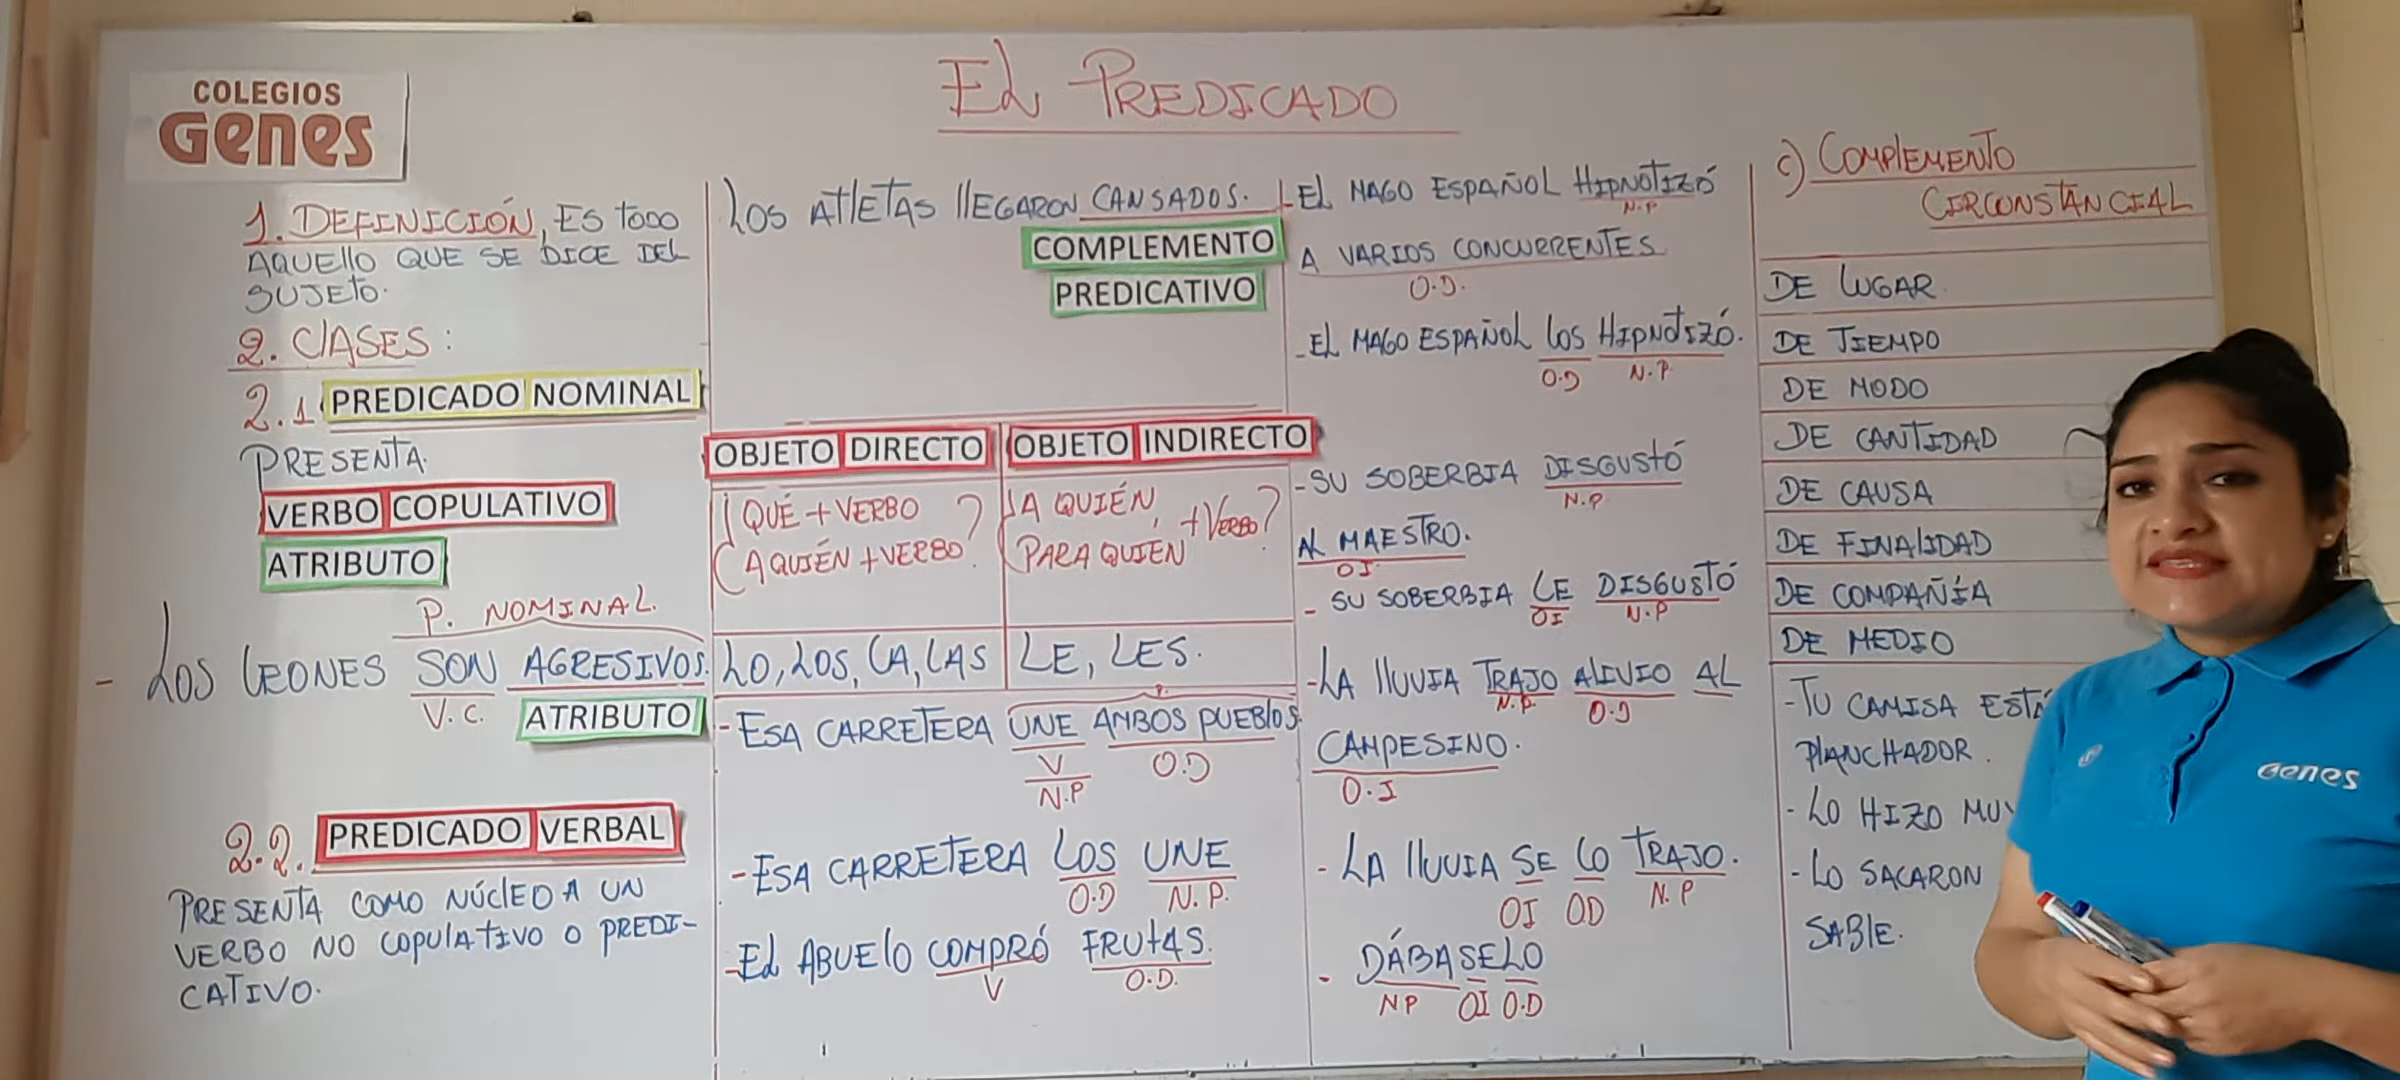 COLEGIOS
Genes
EL PREDICADO
1. DEFINICIÓN, ES TODO
AQUELLO QUE SE DICE DEL
SUJETO.
2. CLASES:
2.1 PREDICADO NOMINAL
PRESENTA
VERBO COPULATIVO
ATRIBUTO
P. NOMINAL
- LOS LEONES SON AGRESIVOS.
V.C. ATRIBUTO
2.2. PREDICADO VERBAL
PRESENTA COMO NÚCLEO A UN
VERBO NO COPULATIVO O PREDI-
CATIVO.
LOS ATLETAS LLEGARON CANSADOS.
COMPLEMENTO
PREDICATIVO
OBJETO DIRECTO OBJETO INDIRECTO
¿QUÉ + VERBO
A QUIÉN + VERBO?
¿A QUIÉN
PARA QUIÉN + VERBO?
LO, LOS, LA, LAS LE, LES.
P.
- ESA CARRETERA UNE AMBOS PUEBLOS.
V O.D
N.P
- ESA CARRETERA LOS UNE
O.D N.P.
- EL ABUELO COMPRÓ FRUTAS.
V O.D.
- EL MAGO ESPAÑOL HIPNOTIZÓ
N.P
A VARIOS CONCURRENTES
O.D.
- EL MAGO ESPAÑOL LOS HIPNOTIZÓ.
O.D N.P
- SU SOBERBIA DISGUSTÓ
N.P
AL MAESTRO.
OI
- SU SOBERBIA LE DISGUSTÓ
OI N.P
- LA LLUVIA TRAJO ALIVIO AL
N.P O.D
CAMPESINO.
O.I
- LA LLUVIA SE LO TRAJO.
OI OD N.P
- DÁBASELO
NP OI O.D
C) COMPLEMENTO
CIRCUNSTANCIAL
DE LUGAR
DE TIEMPO
DE MODO
DE CANTIDAD
DE CAUSA
DE FINALIDAD
DE COMPAÑÍA
DE MEDIO
- TU CAMISA ESTÁ
PLANCHADOR.
- LO HIZO MUY
- LO SACARON
SABLE.
Genes